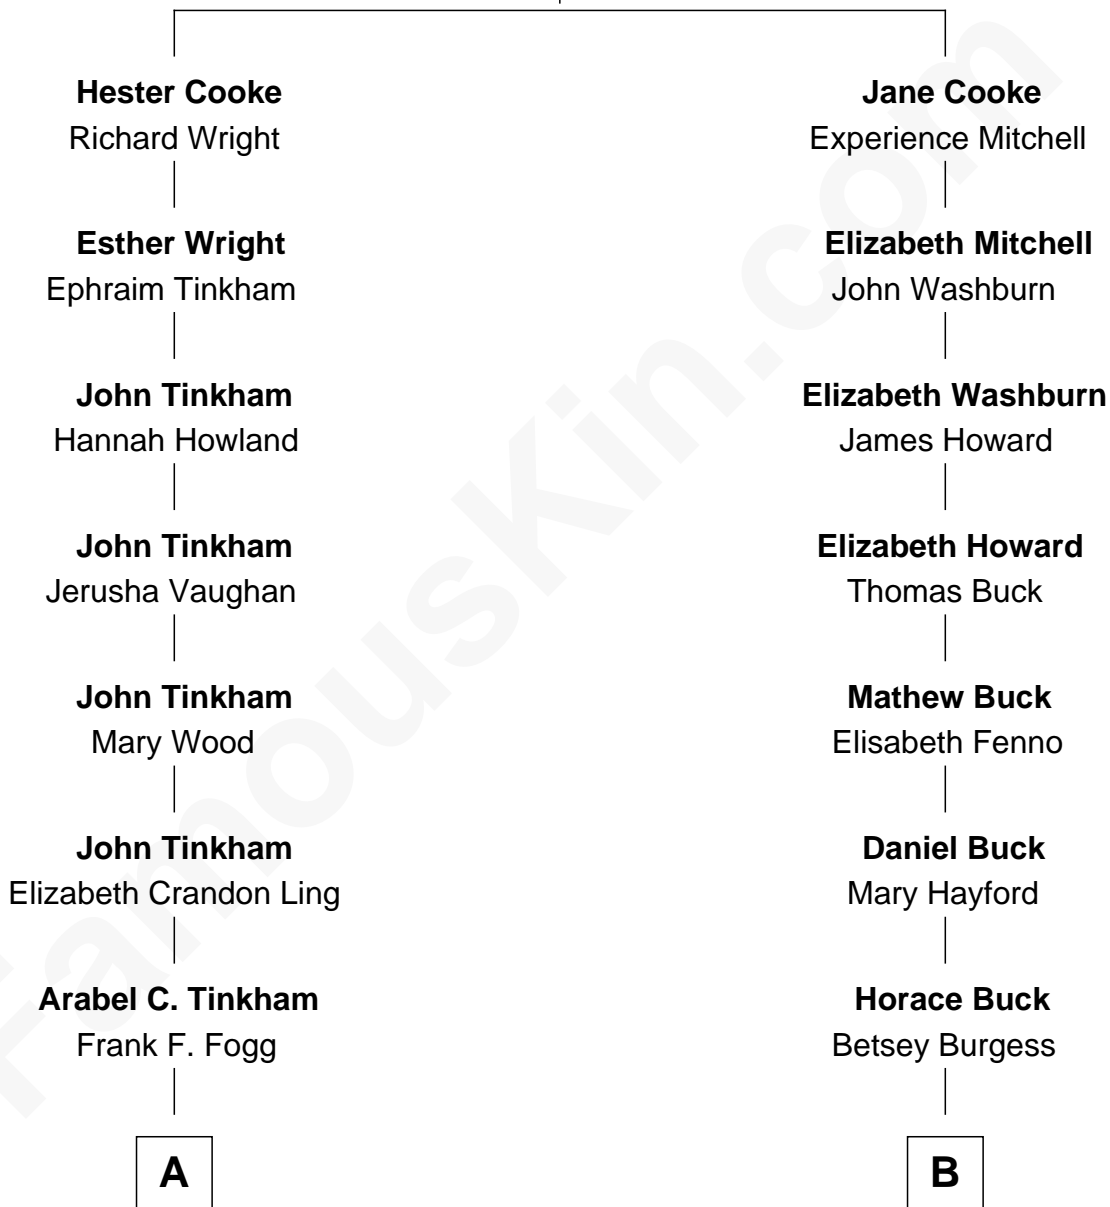 Hester Cooke
Richard Wright
Esther Wright
Ephraim Tinkham
John Tinkham
Hannah Howland
John Tinkham
Jerusha Vaughan
John Tinkham
Mary Wood
John Tinkham
Elizabeth Crandon Ling
Arabel C. Tinkham
Frank F. Fogg
A
Jane Cooke
Experience Mitchell
Elizabeth Mitchell
John Washburn
Elizabeth Washburn
James Howard
Elizabeth Howard
Thomas Buck
Mathew Buck
Elisabeth Fenno
Daniel Buck
Mary Hayford
Horace Buck
Betsey Burgess
B
FamousKin.com